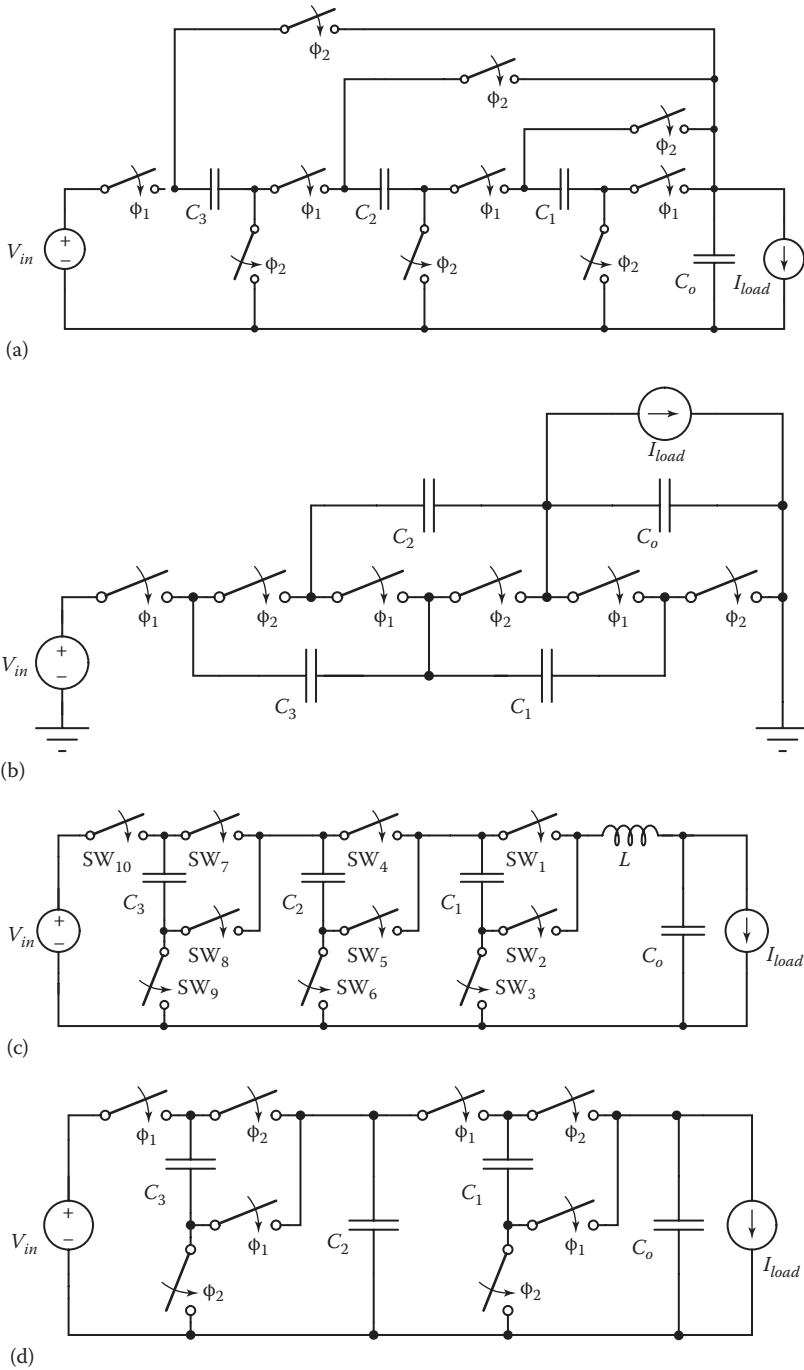 ϕ2
ϕ2
ϕ2
ϕ1 C3 ϕ1 C2 ϕ1 C1 ϕ1
Vin + −
ϕ2 ϕ2 ϕ2 Co Iload
(a)
Iload
C2 Co
ϕ1 ϕ2 ϕ1 ϕ2 ϕ1 ϕ2
Vin + −
C3 C1
(b)
SW10 SW7 SW4 SW1 L
C3 C2 C1
Vin + −
SW8 SW5 SW2 Co Iload
SW9 SW6 SW3
(c)
ϕ1 ϕ2 ϕ1 ϕ2
C3 C1
Vin + −
ϕ1 C2 ϕ1 Co Iload
ϕ2 ϕ2
(d)